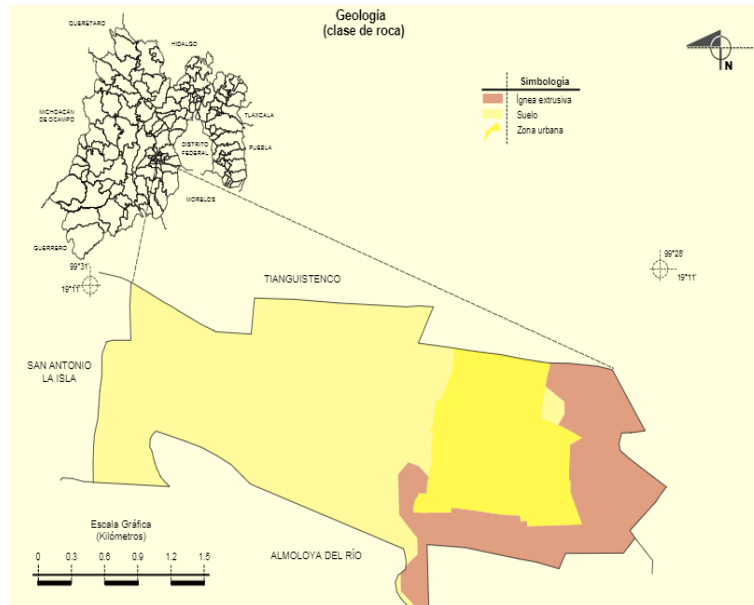 Geología
(clase de roca)
QUERÉTARO
HIDALGO
MICHOACÁN
DE OCAMPO
TLAXCALA
DISTRITO
FEDERAL
PUEBLA
MORELOS
GUERRERO
N
Simbología
Ígnea extrusiva
Suelo
Zona urbana
99°31'
19°11'
99°28'
19°11'
TIANGUISTENCO
SAN ANTONIO
LA ISLA
ALMOLOYA DEL RÍO
Escala Gráfica
(Kilómetros)
0 0.3 0.6 0.9 1.2 1.5